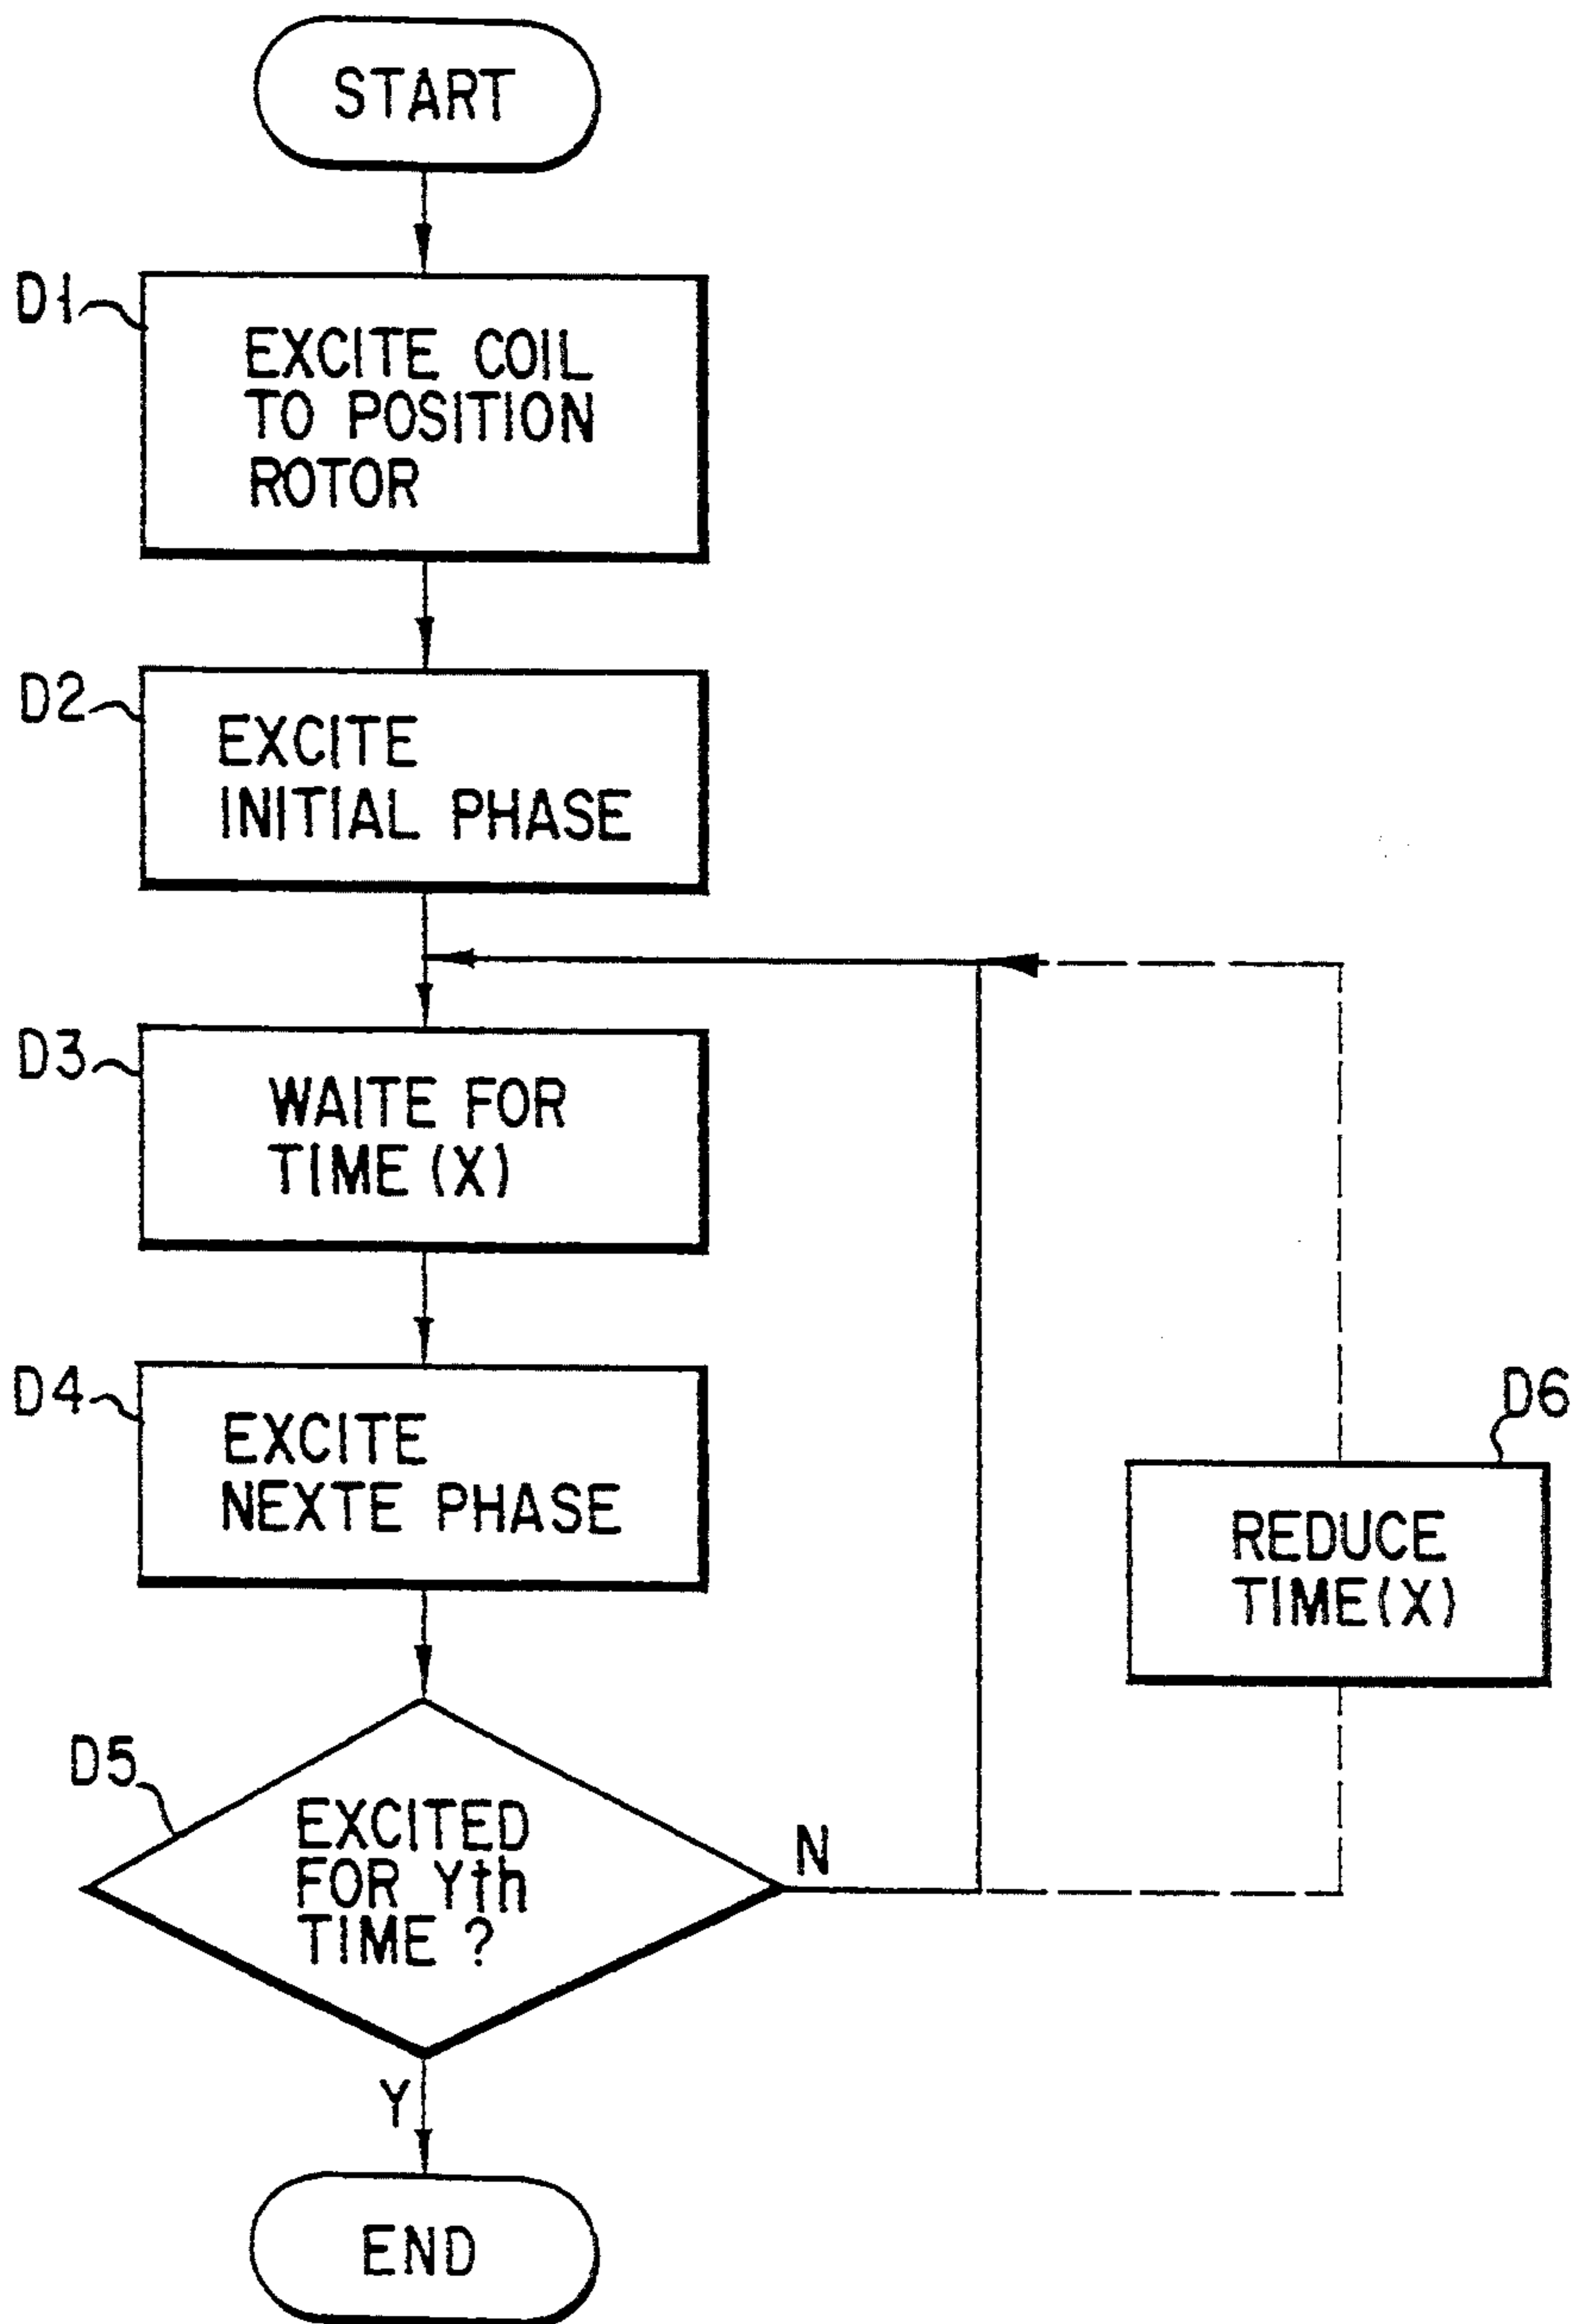 START
D1
EXCITE COIL
TO POSITION
ROTOR
D2
EXCITE
INITIAL PHASE
D3
WAITE FOR
TIME (X)
D4
EXCITE
NEXTE PHASE
D6
REDUCE
TIME(X)
D5
EXCITED
FOR Yth
TIME ?
N
Y
END